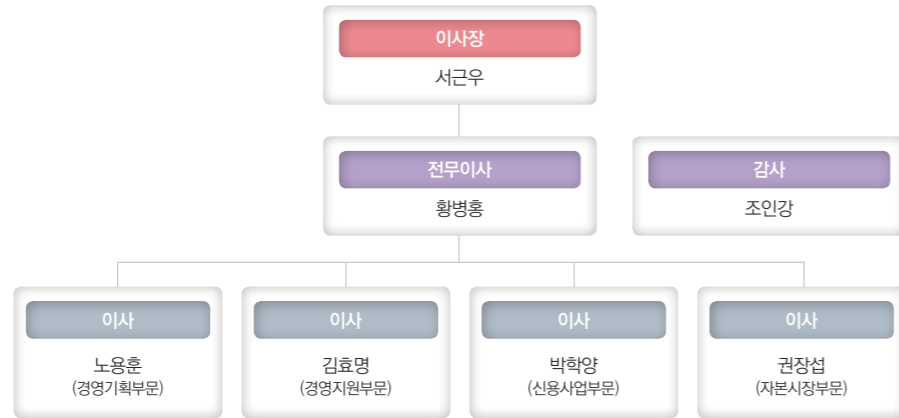 이사장
서근우
전무이사
황병홍
감사
조인강
이사
노용훈
(경영기획부문)
이사
김효명
(경영지원부문)
이사
박학양
(신용사업부문)
이사
권장섭
(자본시장부문)